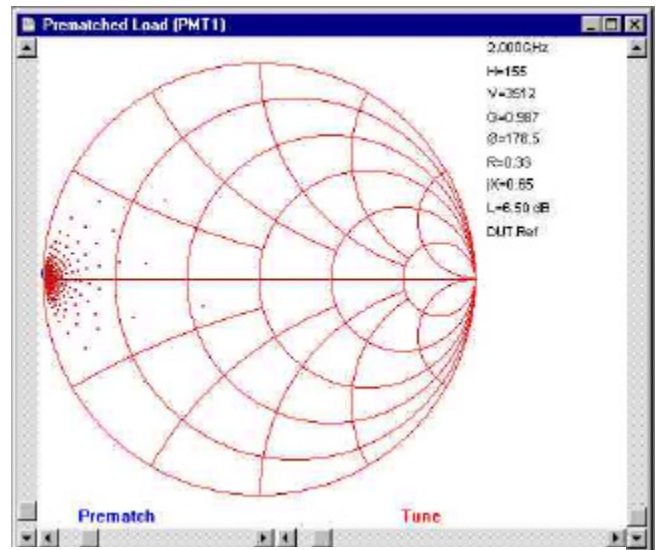 Prematched Load (PMT1)
2.000GHz
H=155
V=3512
G=0.987
Ø=178.5
R=0.33
jX=0.65
L=6.50 dB
DUT Ref
Prematch
Tune